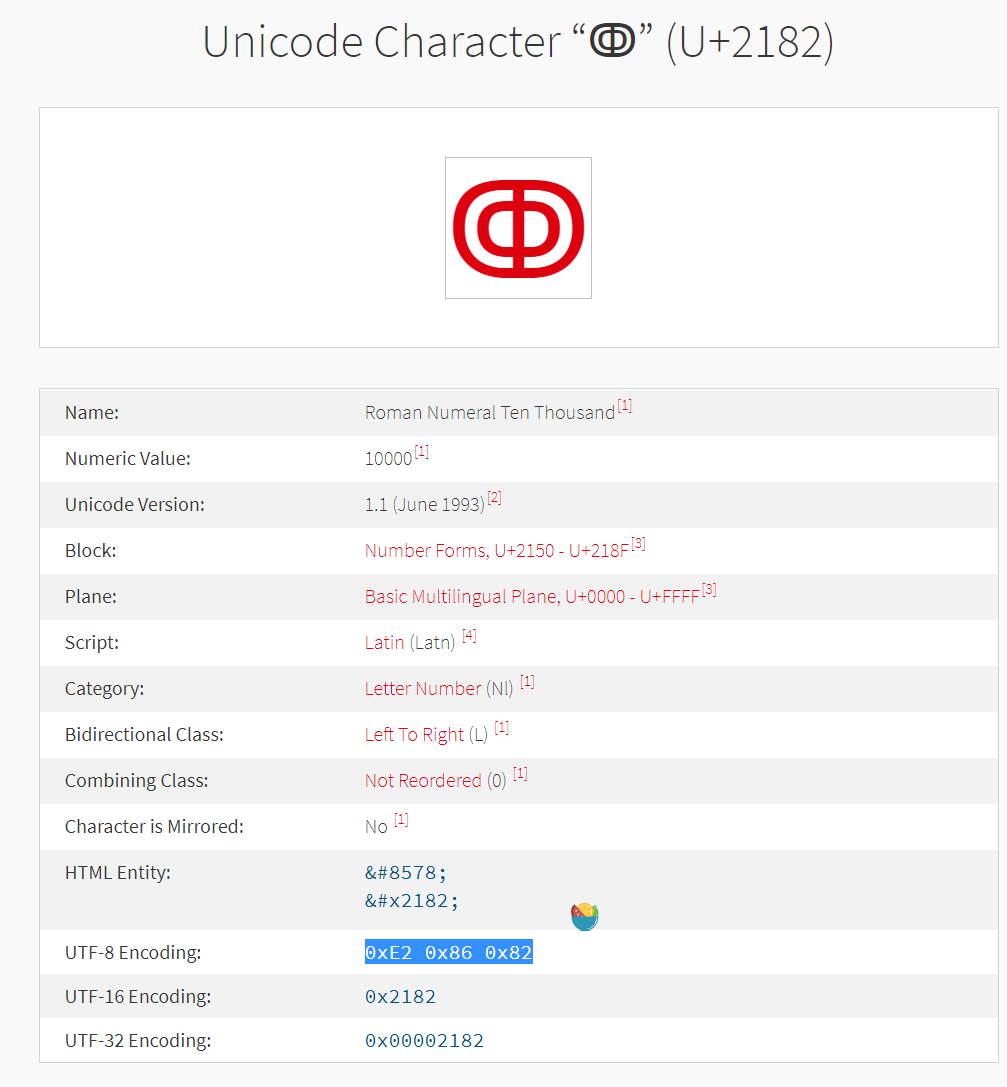 Unicode Character “ↂ” (U+2182)
ↂ
Name: Roman Numeral Ten Thousand[1]
Numeric Value: 10000[1]
Unicode Version: 1.1 (June 1993)[2]
Block: Number Forms, U+2150 - U+218F[3]
Plane: Basic Multilingual Plane, U+0000 - U+FFFF[3]
Script: Latin (Latn) [4]
Category: Letter Number (Nl) [1]
Bidirectional Class: Left To Right (L) [1]
Combining Class: Not Reordered (0) [1]
Character is Mirrored: No [1]
HTML Entity: &#8578;
&#x2182;
UTF-8 Encoding: 0xE2 0x86 0x82
UTF-16 Encoding: 0x2182
UTF-32 Encoding: 0x00002182